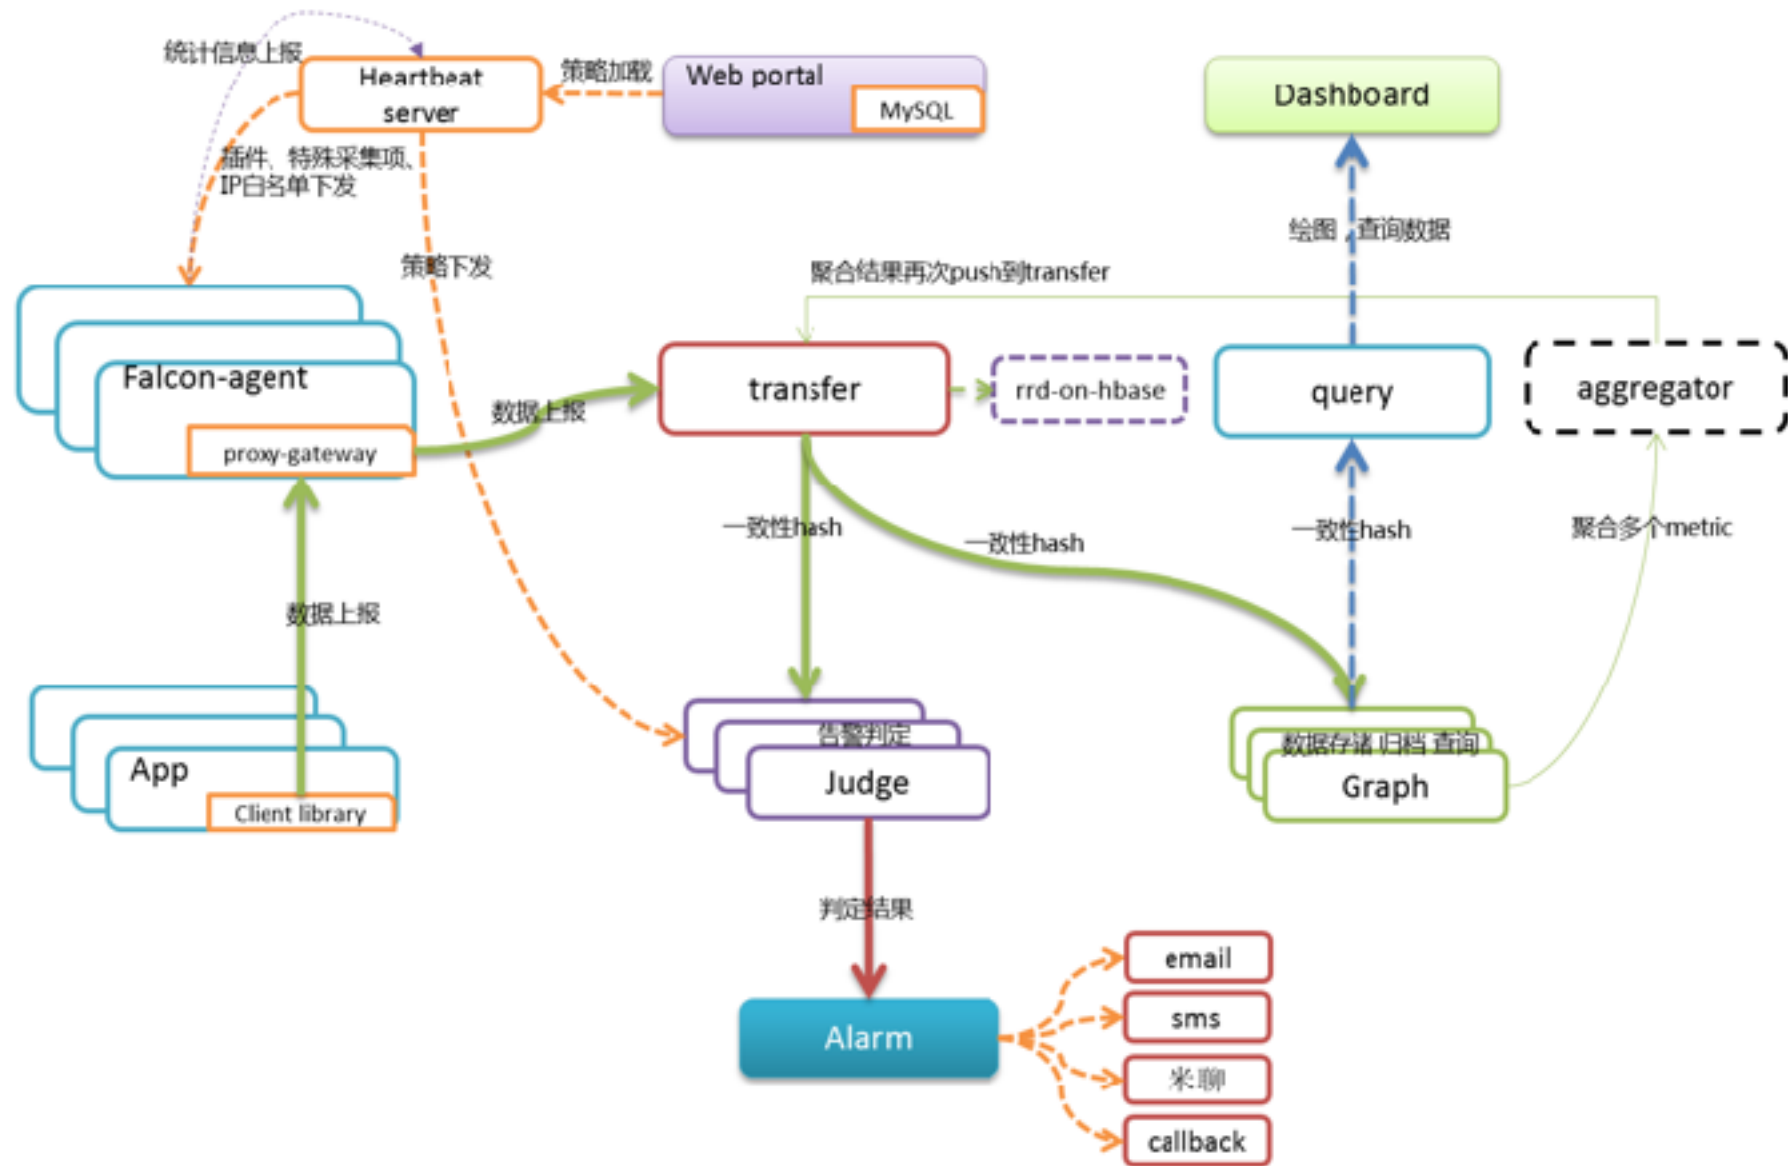 统计信息上报
Heartbeat
server
策略加载
Web portal
MySQL
Dashboard
插件、特殊采集项、
IP白名单下发
策略下发
绘图，查询数据
聚合结果再次push到transfer
Falcon-agent
proxy-gateway
数据上报
transfer
rrd-on-hbase
query
aggregator
一致性hash
一致性hash
一致性hash
聚合多个metric
数据上报
App
Client library
告警判定
Judge
数据存储 归档 查询
Graph
判定结果
Alarm
email
sms
米聊
callback